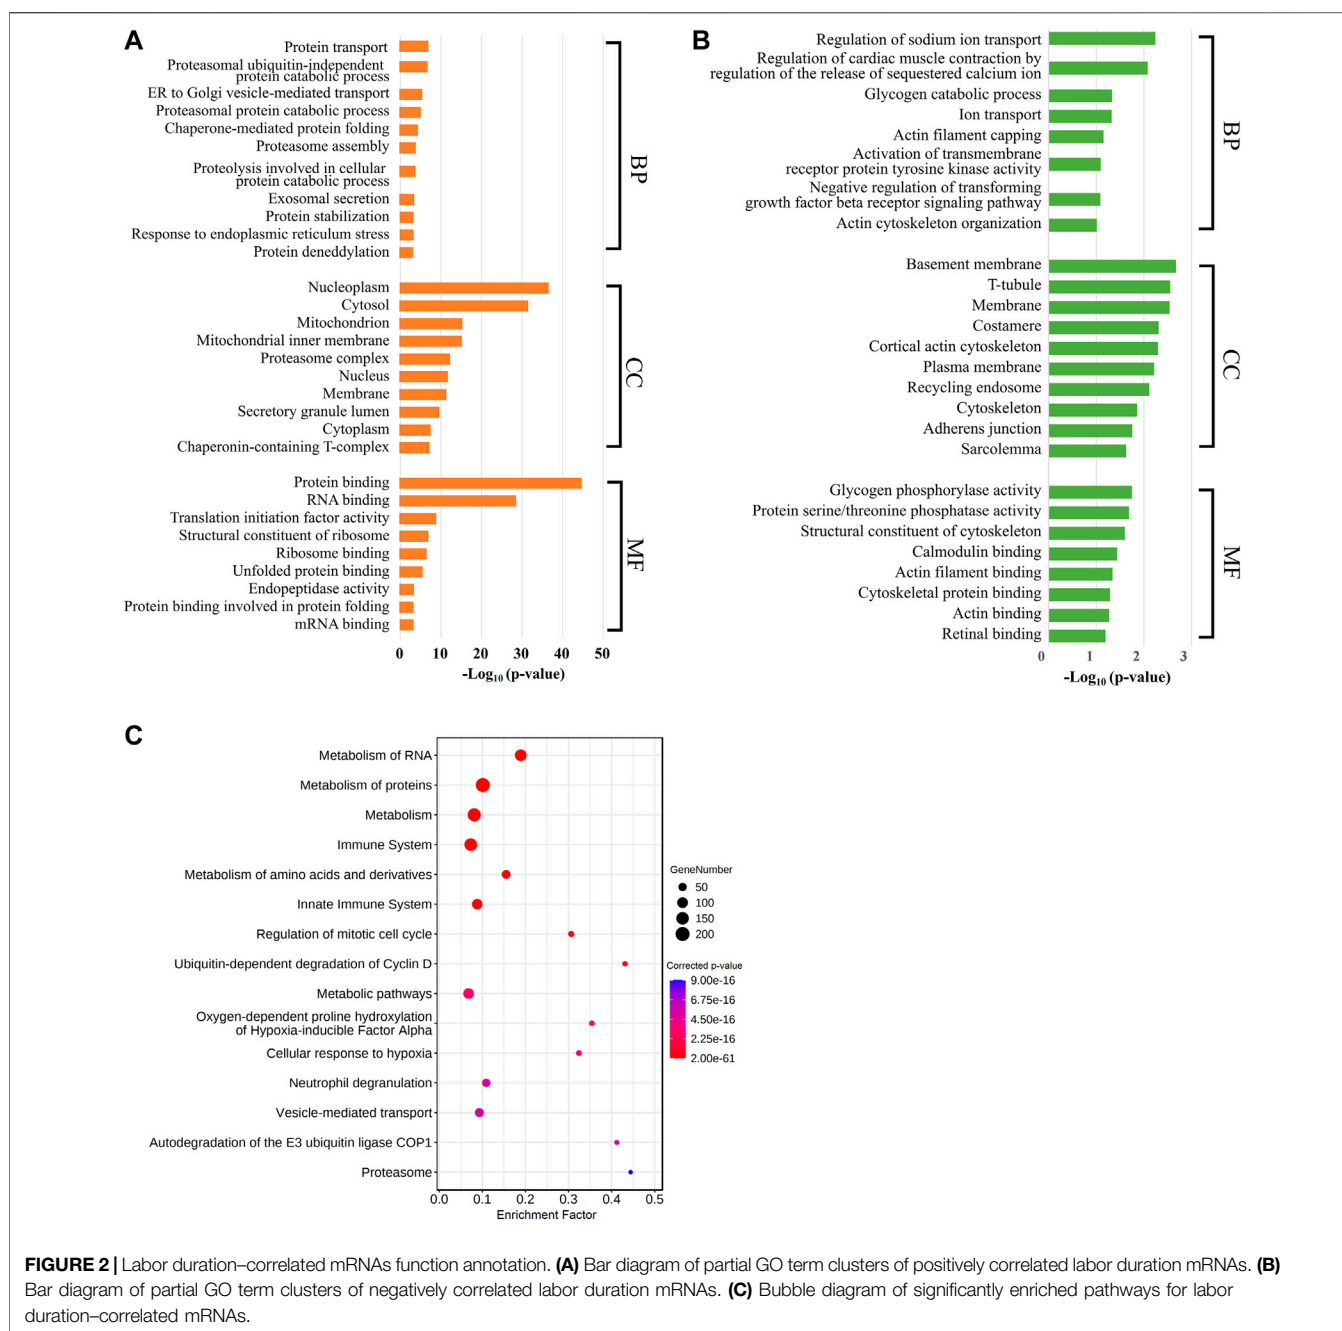 A
Protein transport
Proteasomal ubiquitin-independent
protein catabolic process
ER to Golgi vesicle-mediated transport
Proteasomal protein catabolic process
Chaperone-mediated protein folding
Proteasome assembly
Proteolysis involved in cellular
protein catabolic process
Exosomal secretion
Protein stabilization
Response to endoplasmic reticulum stress
Protein deneddylation
BP
Nucleoplasm
Cytosol
Mitochondrion
Mitochondrial inner membrane
Proteasome complex
Nucleus
Membrane
Secretory granule lumen
Cytoplasm
Chaperonin-containing T-complex
CC
Protein binding
RNA binding
Translation initiation factor activity
Structural constituent of ribosome
Ribosome binding
Unfolded protein binding
Endopeptidase activity
Protein binding involved in protein folding
mRNA binding
MF
0 10 20 30 40 50
-Log10 (p-value)
B
Regulation of sodium ion transport
Regulation of cardiac muscle contraction by
regulation of the release of sequestered calcium ion
Glycogen catabolic process
Ion transport
Actin filament capping
Activation of transmembrane
receptor protein tyrosine kinase activity
Negative regulation of transforming
growth factor beta receptor signaling pathway
Actin cytoskeleton organization
BP
Basement membrane
T-tubule
Membrane
Costamere
Cortical actin cytoskeleton
Plasma membrane
Recycling endosome
Cytoskeleton
Adherens junction
Sarcolemma
CC
Glycogen phosphorylase activity
Protein serine/threonine phosphatase activity
Structural constituent of cytoskeleton
Calmodulin binding
Actin filament binding
Cytoskeletal protein binding
Actin binding
Retinal binding
MF
0 1 2 3
-Log10 (p-value)
C
Metabolism of RNA
Metabolism of proteins
Metabolism
Immune System
Metabolism of amino acids and derivatives
Innate Immune System
Regulation of mitotic cell cycle
Ubiquitin-dependent degradation of Cyclin D
Metabolic pathways
Oxygen-dependent proline hydroxylation
of Hypoxia-inducible Factor Alpha
Cellular response to hypoxia
Neutrophil degranulation
Vesicle-mediated transport
Autodegradation of the E3 ubiquitin ligase COP1
Proteasome
0.0 0.1 0.2 0.3 0.4 0.5
Enrichment Factor
GeneNumber
50
100
150
200
Corrected p-value
9.00e-16
6.75e-16
4.50e-16
2.25e-16
2.00e-61
FIGURE 2 | Labor duration–correlated mRNAs function annotation. (A) Bar diagram of partial GO term clusters of positively correlated labor duration mRNAs. (B)
Bar diagram of partial GO term clusters of negatively correlated labor duration mRNAs. (C) Bubble diagram of significantly enriched pathways for labor
duration–correlated mRNAs.